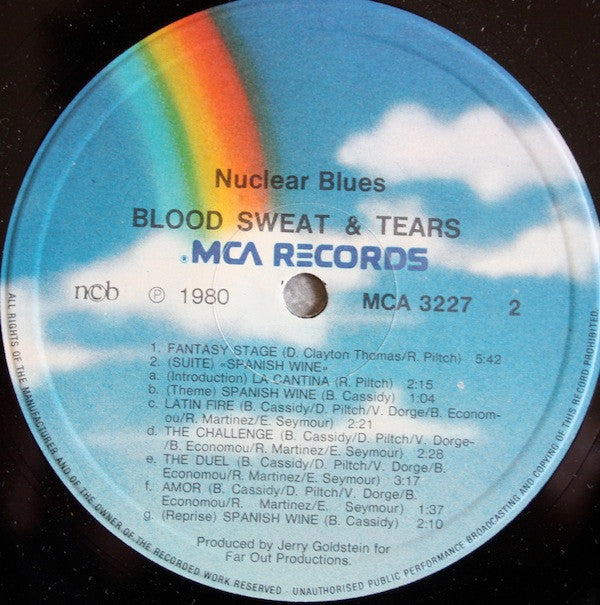 Nuclear Blues
BLOOD SWEAT & TEARS
MCA RECORDS
ncb ℗ 1980 MCA 3227 2
1. FANTASY STAGE (D. Clayton Thomas/R. Piltch) 5:42
2. (SUITE) «SPANISH WINE»
a. (Introduction) LA CANTINA (R. Piltch) 2:15
b. (Theme) SPANISH WINE (B. Cassidy) 1:04
c. LATIN FIRE (B. Cassidy/D. Piltch/V. Dorge/B. Econom-
ou/R. Martinez/E. Seymour) 2:21
d. THE CHALLENGE (B. Cassidy/D. Piltch/V. Dorge-
/B. Economou/R. Martinez/E. Seymour) 2:28
e. THE DUEL (B. Cassidy/D. Piltch/V. Dorge/B.
Economou/R. Martinez/E. Seymour) 3:17
f. AMOR (B. Cassidy/D. Piltch/V. Dorge/B.
Economou/R. Martinez/E. Seymour) 1:37
g. (Reprise) SPANISH WINE (B. Cassidy) 2:10
Produced by Jerry Goldstein for
Far Out Productions.
ALL RIGHTS OF THE MANUFACTURER AND OF THE OWNER OF THE RECORDED WORK RESERVED - UNAUTHORISED PUBLIC PERFORMANCE BROADCASTING AND COPYING OF THIS RECORD PROHIBITED